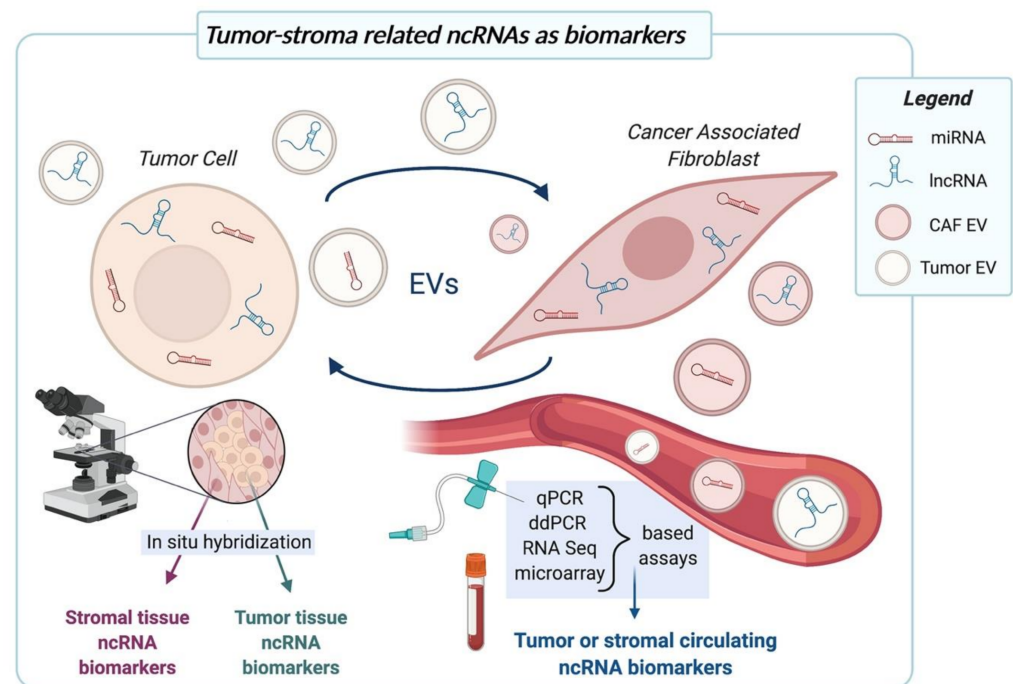 Tumor-stroma related ncRNAs as biomarkers
Legend
miRNA
lncRNA
CAF EV
Tumor EV
Tumor Cell
Cancer Associated
Fibroblast
EVs
In situ hybridization
Stromal tissue
ncRNA
biomarkers
Tumor tissue
ncRNA
biomarkers
qPCR
ddPCR
RNA Seq
microarray
based
assays
Tumor or stromal circulating
ncRNA biomarkers